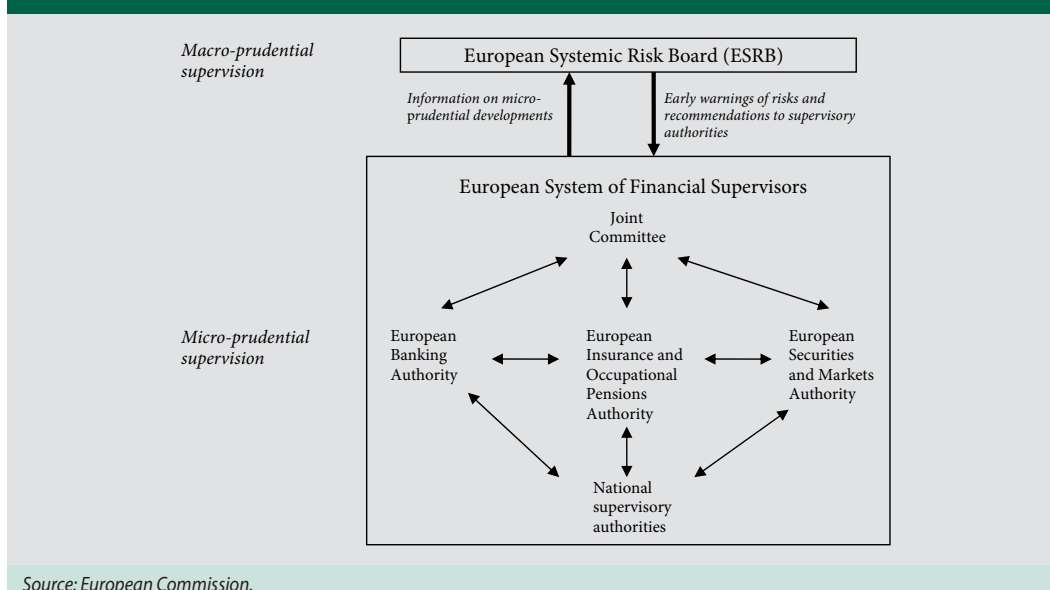 Macro-prudential
supervision
European Systemic Risk Board (ESRB)
Information on micro-
prudential developments
Early warnings of risks and
recommendations to supervisory
authorities
European System of Financial Supervisors
Joint
Committee
Micro-prudential
supervision
European
Banking
Authority
European
Insurance and
Occupational
Pensions
Authority
European
Securities
and Markets
Authority
National
supervisory
authorities
Source: European Commission.